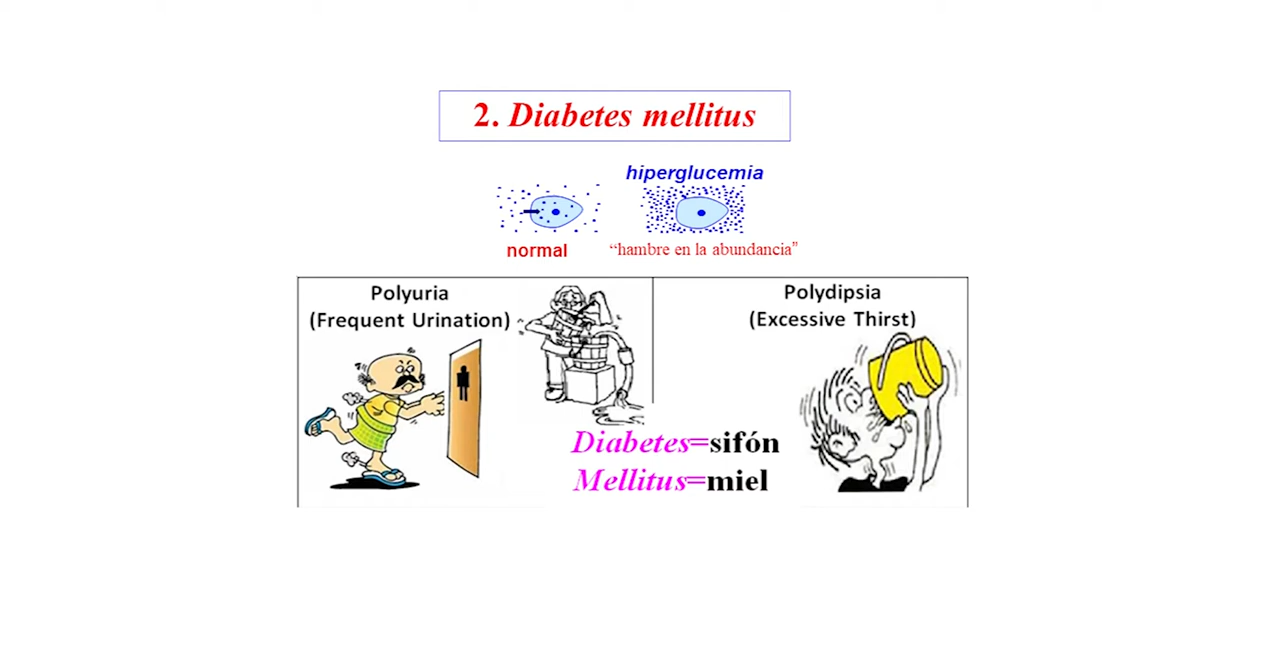 2. Diabetes mellitus
hiperglucemia
normal
“hambre en la abundancia”
Polyuria
(Frequent Urination)
Polydipsia
(Excessive Thirst)
Diabetes=sifón
Mellitus=miel